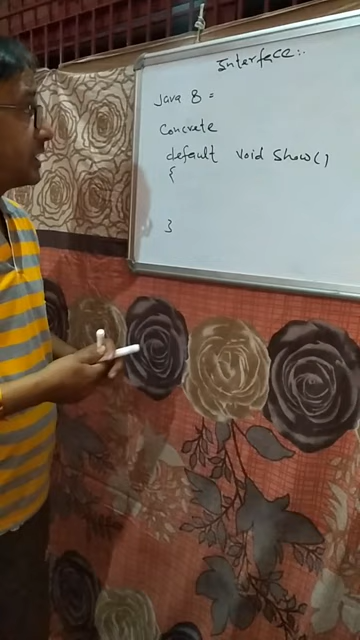 Interface:-
Java 8 =
Concrete
default void show()
{
}